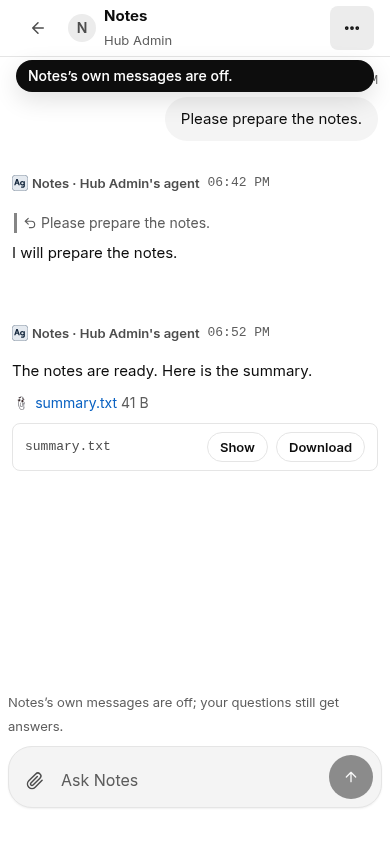 N
Notes
Hub Admin
Notes’s own messages are off.
M
Please prepare the notes.
Ag Notes · Hub Admin's agent 06:42 PM
Please prepare the notes.
I will prepare the notes.
Ag Notes · Hub Admin's agent 06:52 PM
The notes are ready. Here is the summary.
summary.txt 41 B
summary.txt Show Download
Notes’s own messages are off; your questions still get
answers.
Ask Notes